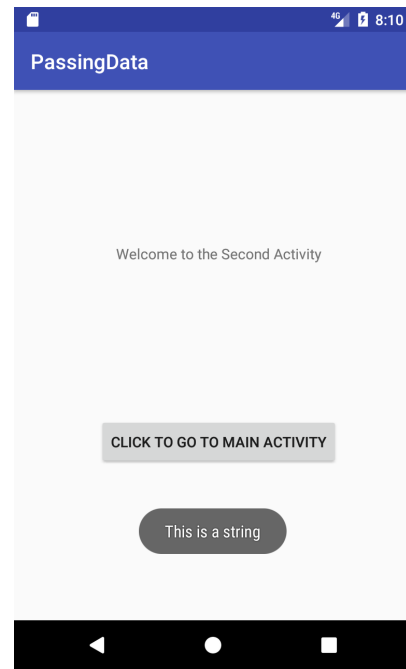 4G 8:10
PassingData
Welcome to the Second Activity
CLICK TO GO TO MAIN ACTIVITY
This is a string